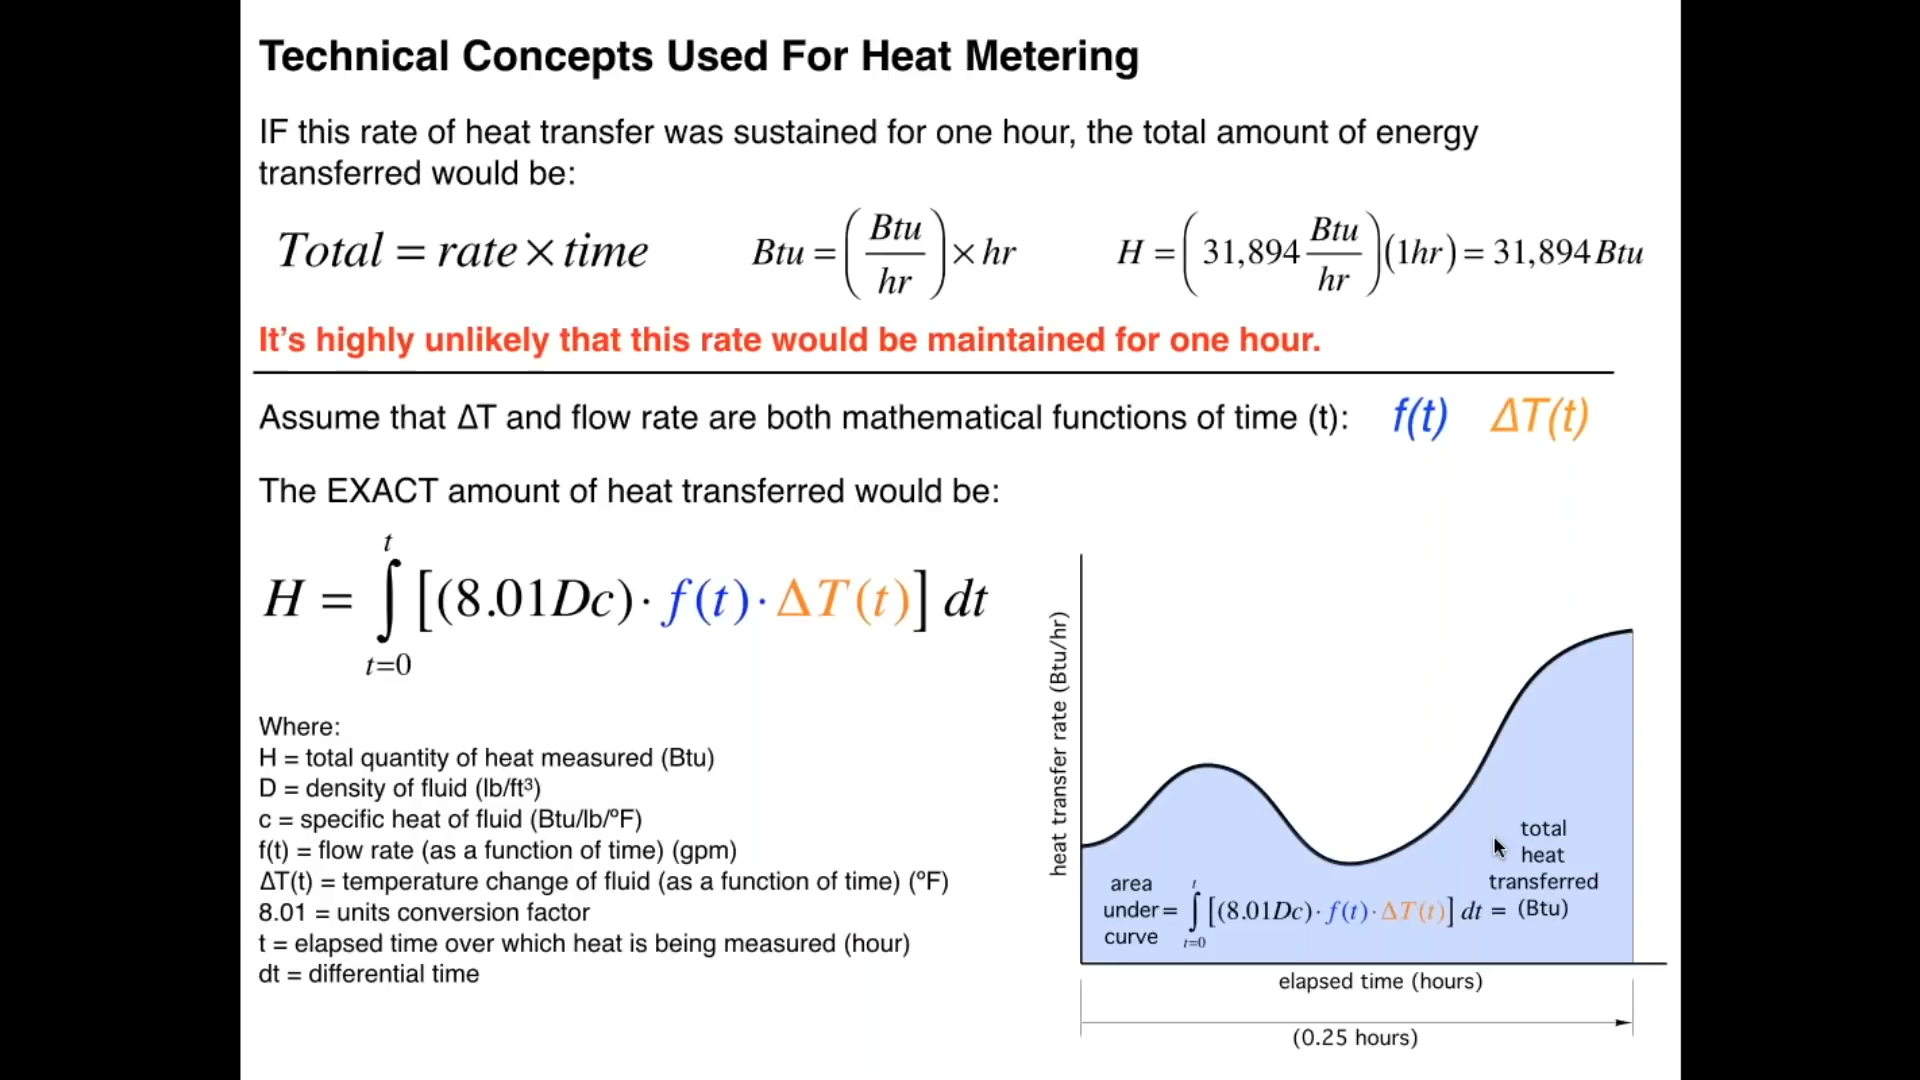 Technical Concepts Used For Heat Metering
IF this rate of heat transfer was sustained for one hour, the total amount of energy
transferred would be:
Total = rate × time
Btu = (Btu/hr) × hr
H = (31,894 Btu/hr)(1hr) = 31,894 Btu
It’s highly unlikely that this rate would be maintained for one hour.
Assume that ΔT and flow rate are both mathematical functions of time (t): f(t) ΔT(t)
The EXACT amount of heat transferred would be:
t
H = ∫ [(8.01Dc)· f(t)· ΔT(t)] dt
t=0
Where:
H = total quantity of heat measured (Btu)
D = density of fluid (lb/ft³)
c = specific heat of fluid (Btu/lb/ºF)
f(t) = flow rate (as a function of time) (gpm)
ΔT(t) = temperature change of fluid (as a function of time) (ºF)
8.01 = units conversion factor
t = elapsed time over which heat is being measured (hour)
dt = differential time
heat transfer rate (Btu/hr)
area
under =
curve
t
∫ [(8.01Dc)· f(t)· ΔT(t)] dt =
t=0
total
heat
transferred
(Btu)
elapsed time (hours)
(0.25 hours)